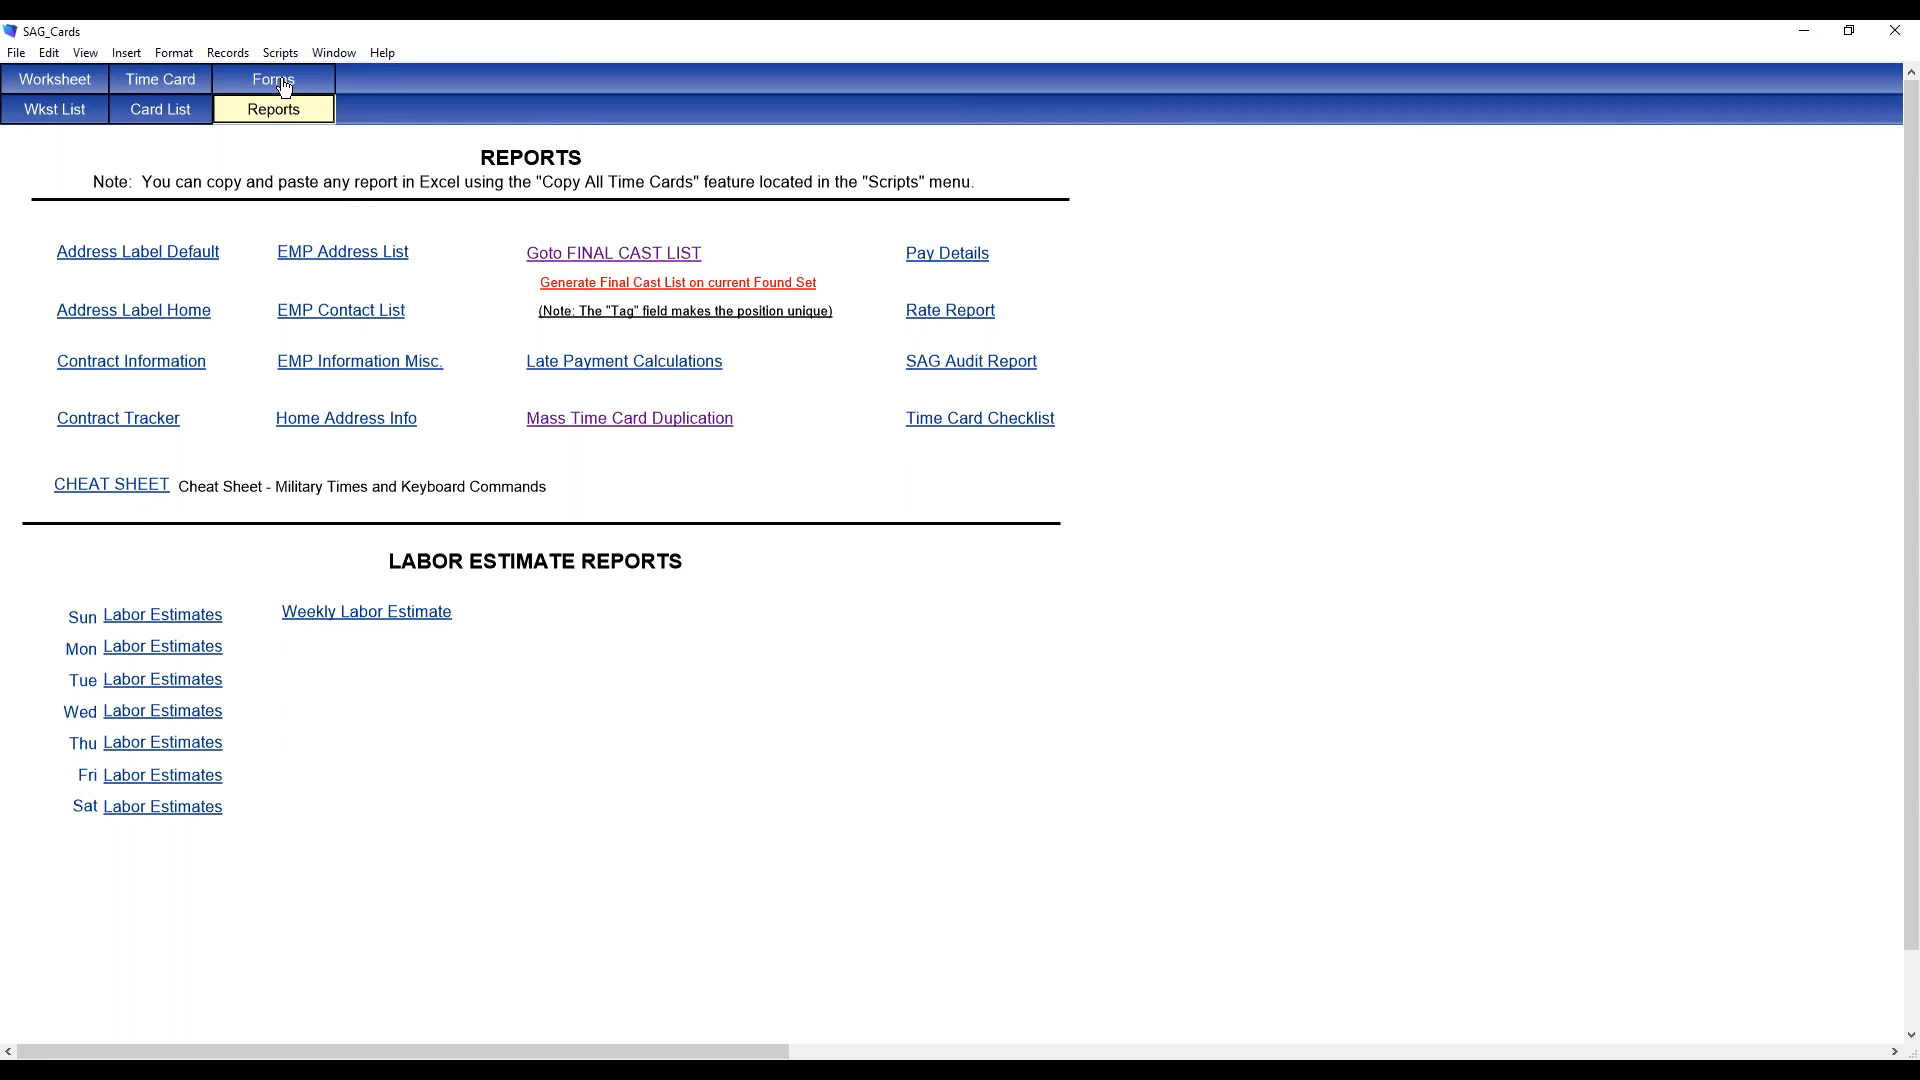 SAG_Cards
File Edit View Insert Format Records Scripts Window Help
Worksheet Time Card Forms
Wkst List Card List Reports
REPORTS
Note: You can copy and paste any report in Excel using the "Copy All Time Cards" feature located in the "Scripts" menu.
Address Label Default EMP Address List Goto FINAL CAST LIST Pay Details
Generate Final Cast List on current Found Set
Address Label Home EMP Contact List (Note: The "Tag" field makes the position unique) Rate Report
Contract Information EMP Information Misc. Late Payment Calculations SAG Audit Report
Contract Tracker Home Address Info Mass Time Card Duplication Time Card Checklist
CHEAT SHEET Cheat Sheet - Military Times and Keyboard Commands
LABOR ESTIMATE REPORTS
Sun Labor Estimates Weekly Labor Estimate
Mon Labor Estimates
Tue Labor Estimates
Wed Labor Estimates
Thu Labor Estimates
Fri Labor Estimates
Sat Labor Estimates